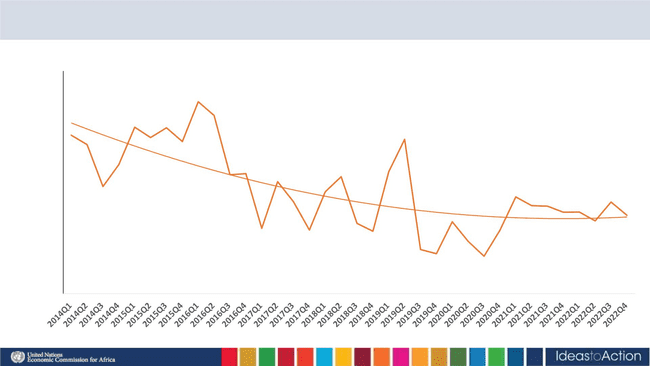 2014Q1
2014Q2
2014Q3
2014Q4
2015Q1
2015Q2
2015Q3
2015Q4
2016Q1
2016Q2
2016Q3
2016Q4
2017Q1
2017Q2
2017Q3
2017Q4
2018Q1
2018Q2
2018Q3
2018Q4
2019Q1
2019Q2
2019Q3
2019Q4
2020Q1
2020Q2
2020Q3
2020Q4
2021Q1
2021Q2
2021Q3
2021Q4
2022Q1
2022Q2
2022Q3
2022Q4
United Nations
Economic Commission for Africa
IdeastoAction